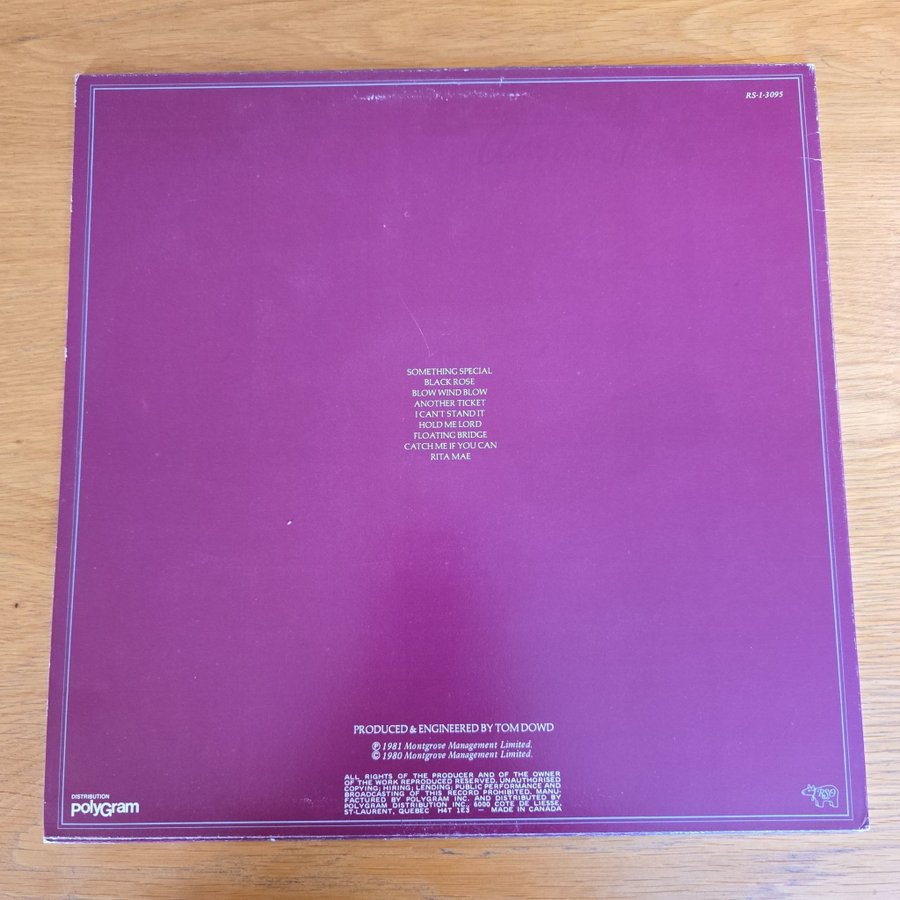 RS-1-3095
SOMETHING SPECIAL
BLACK ROSE
BLOW WIND BLOW
ANOTHER TICKET
I CAN'T STAND IT
HOLD ME LORD
FLOATING BRIDGE
CATCH ME IF YOU CAN
RITA MAE
PRODUCED & ENGINEERED BY TOM DOWD
℗ 1981 Montgrove Management Limited.
© 1980 Montgrove Management Limited.
ALL RIGHTS OF THE PRODUCER AND OF THE OWNER
OF THE WORK REPRODUCED RESERVED. UNAUTHORISED
COPYING; HIRING; LENDING; PUBLIC PERFORMANCE AND
BROADCASTING OF THIS RECORD PROHIBITED. MANU-
FACTURED BY POLYGRAM INC. AND DISTRIBUTED BY
POLYGRAM DISTRIBUTION INC., 6000 COTE DE LIESSE,
ST-LAURENT, QUEBEC H4T 1E3 — MADE IN CANADA
DISTRIBUTION
polyGram
RSO